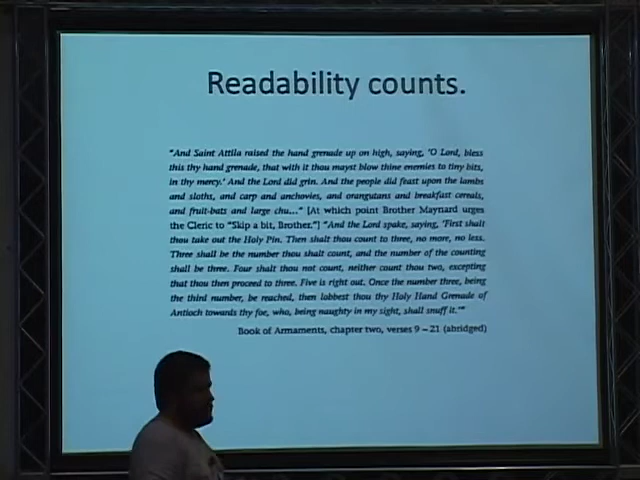 Readability counts.
"And Saint Attila raised the hand grenade up on high, saying, 'O Lord, bless
this thy hand grenade, that with it thou mayst blow thine enemies to tiny bits,
in thy mercy.' And the Lord did grin. And the people did feast upon the lambs
and sloths, and carp and anchovies, and orangutans and breakfast cereals,
and fruit-bats and large chu..." [At which point Brother Maynard urges
the Cleric to "Skip a bit, Brother."] "And the Lord spake, saying, 'First shalt
thou take out the Holy Pin. Then shalt thou count to three, no more, no less.
Three shall be the number thou shalt count, and the number of the counting
shall be three. Four shalt thou not count, neither count thou two, excepting
that thou then proceed to three. Five is right out. Once the number three, being
the third number, be reached, then lobbest thou thy Holy Hand Grenade of
Antioch towards thy foe, who, being naughty in my sight, shall snuff it.'"
Book of Armaments, chapter two, verses 9 – 21 (abridged)